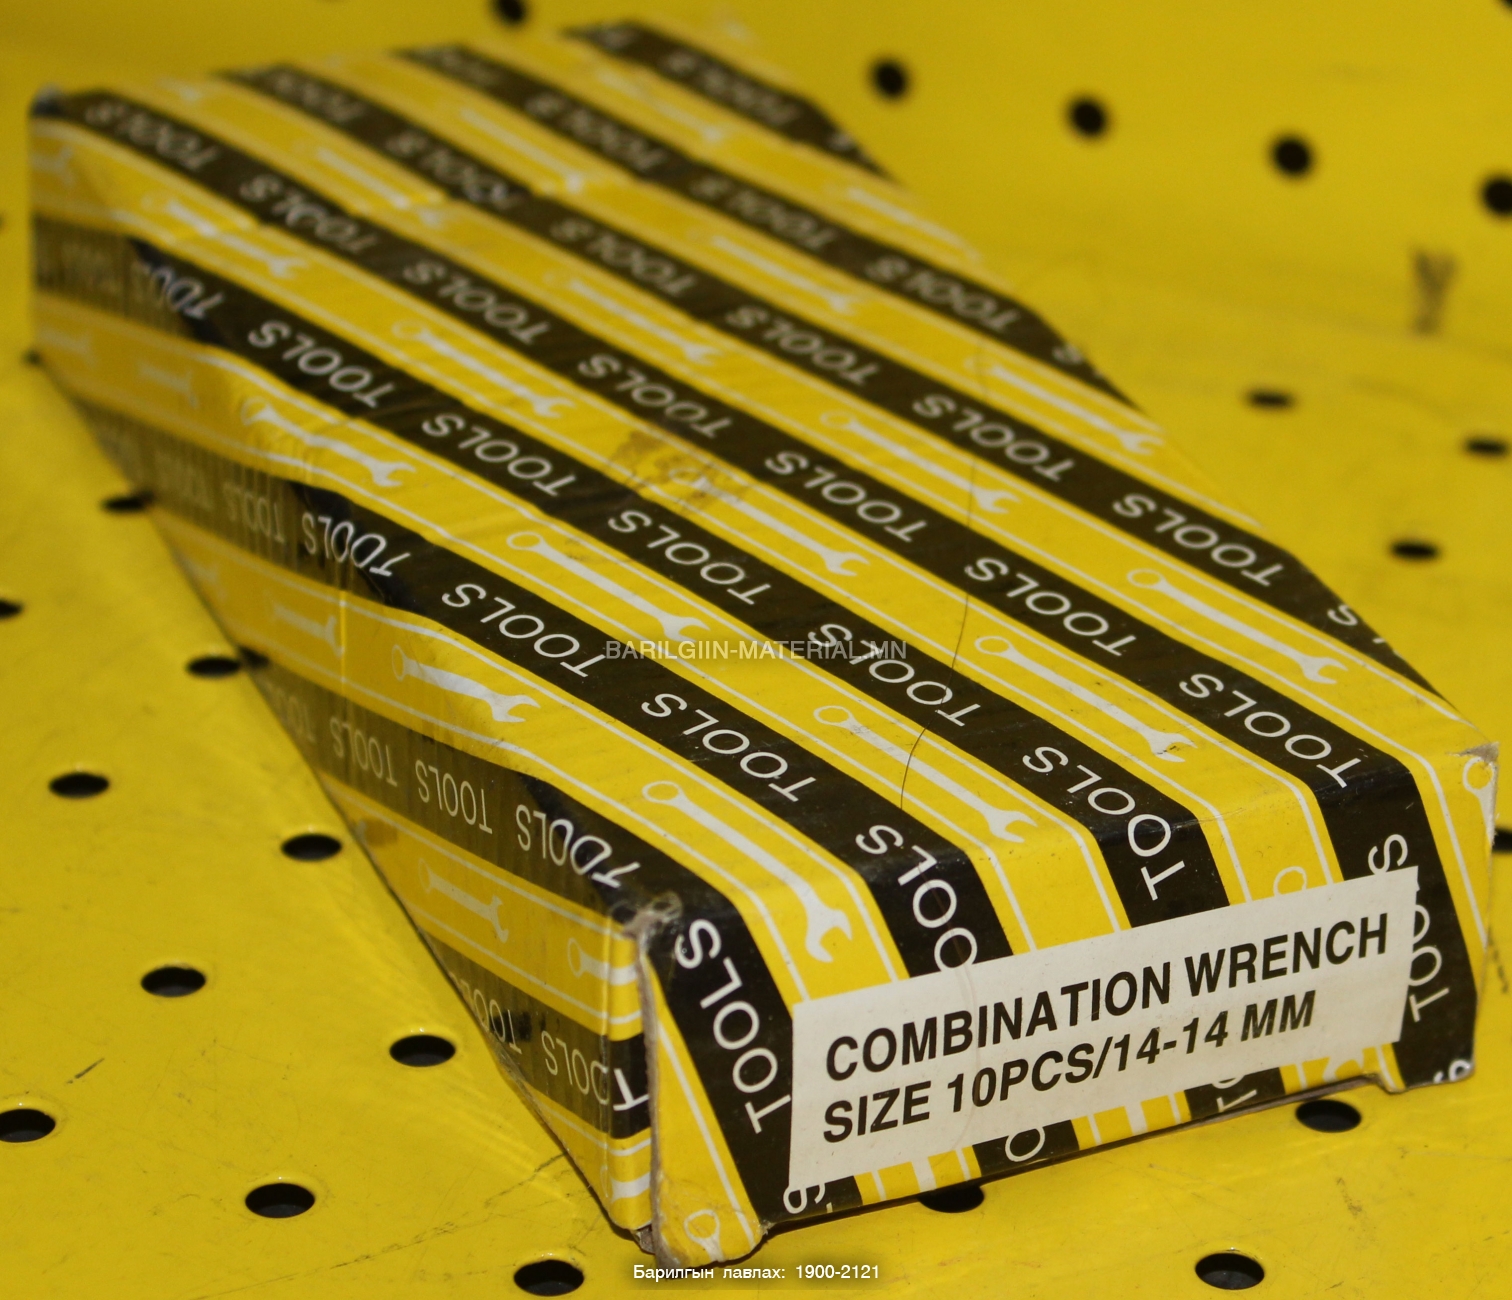 TOOLS TOOLS TOOLS TOOLS
TOOLS TOOLS TOOLS TOOLS
TOOLS TOOLS TOOLS TOOLS
BARILGIIN-MATERIAL.MN
COMBINATION WRENCH
SIZE 10PCS/14-14 MM
Барилгын лавлах: 1900-2121